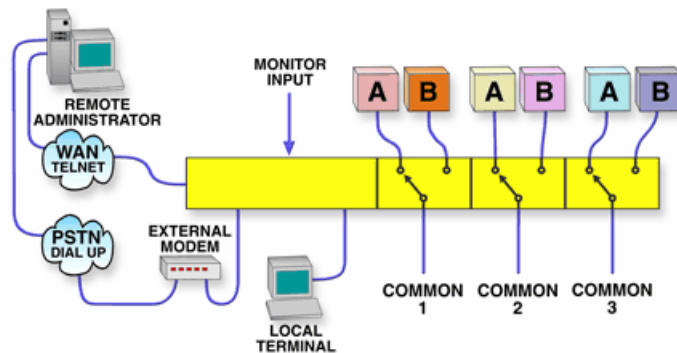 REMOTE
ADMINISTRATOR
WAN
TELNET
PSTN
DIAL UP
EXTERNAL
MODEM
LOCAL
TERMINAL
MONITOR
INPUT
A
B
A
B
A
B
COMMON
1
COMMON
2
COMMON
3